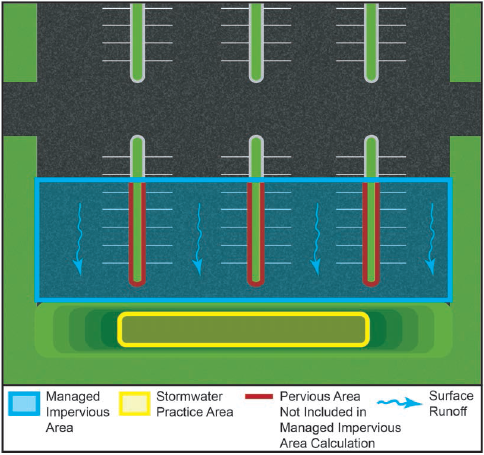 Managed
Impervious
Area
Stormwater
Practice Area
Pervious Area
Not Included in
Managed Impervious
Area Calculation
Surface
Runoff